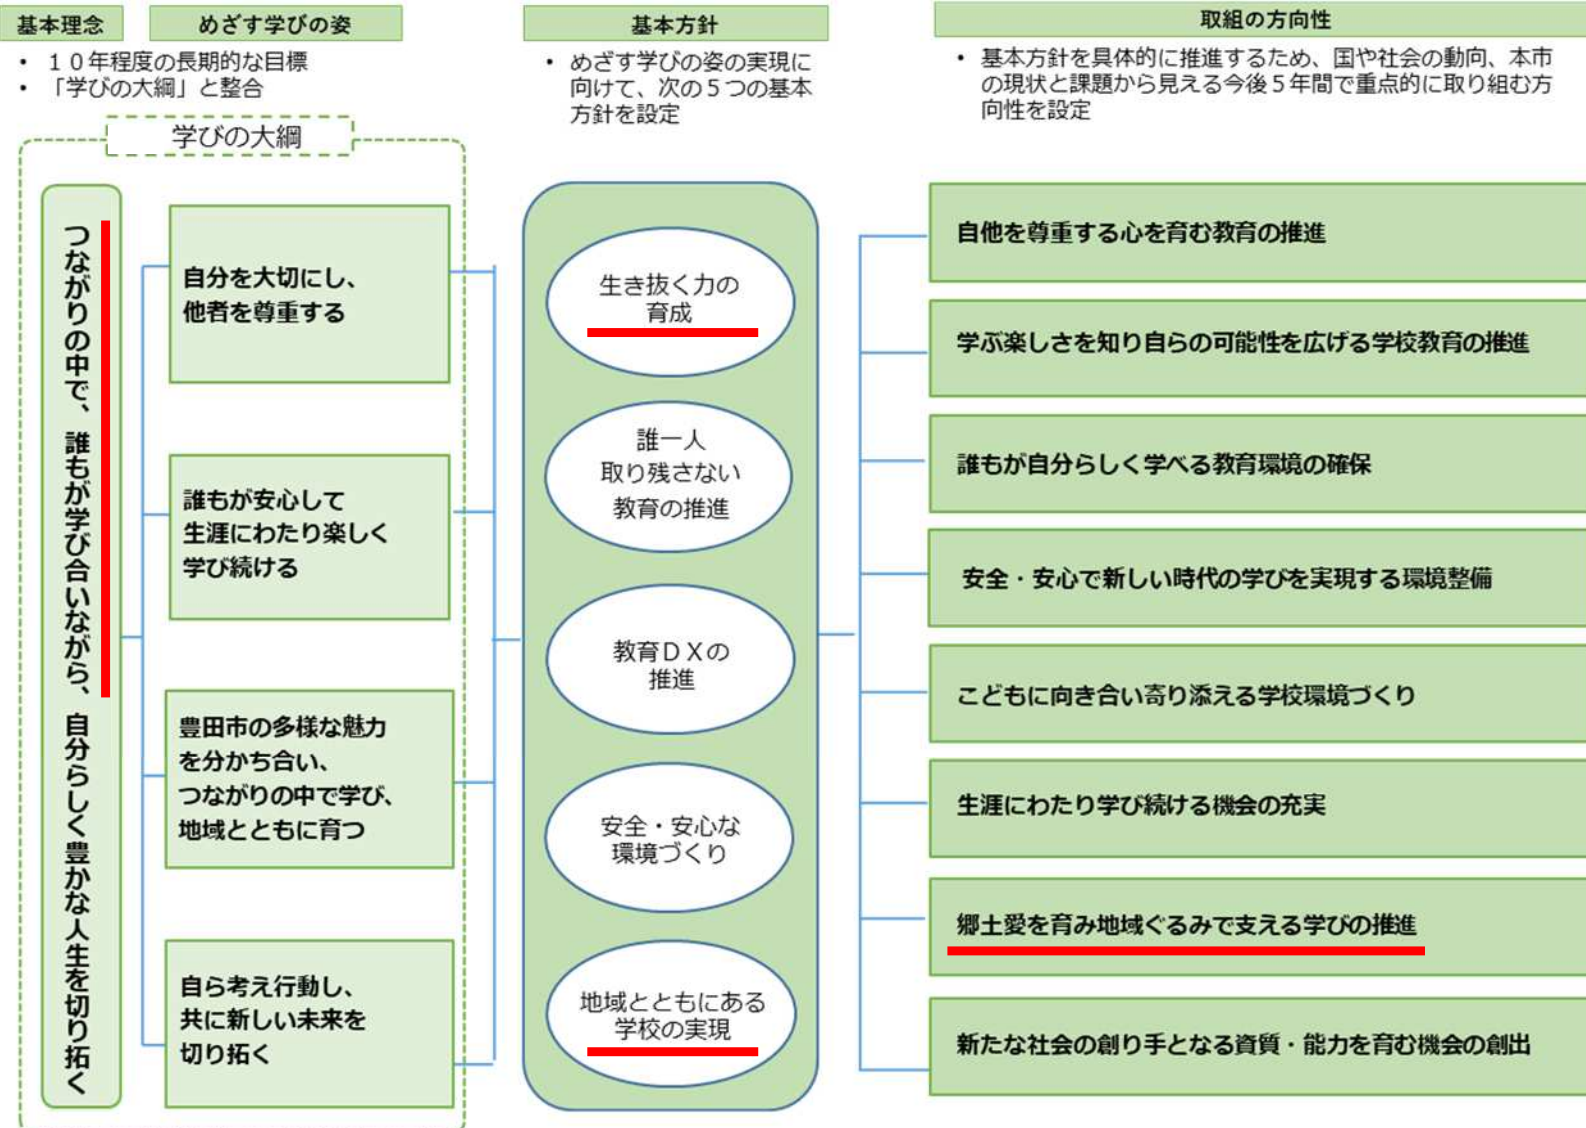 基本理念
めざす学びの姿
・ １０年程度の長期的な目標
・ 「学びの大綱」と整合
学びの大綱
つながりの中で、誰もが学び合いながら、自分らしく豊かな人生を切り拓く
自分を大切にし、
他者を尊重する
誰もが安心して
生涯にわたり楽しく
学び続ける
豊田市の多様な魅力
を分かち合い、
つながりの中で学び、
地域とともに育つ
自ら考え行動し、
共に新しい未来を
切り拓く
基本方針
・ めざす学びの姿の実現に
向けて、次の５つの基本
方針を設定
生き抜く力の
育成
誰一人
取り残さない
教育の推進
教育ＤＸの
推進
安全・安心な
環境づくり
地域とともにある
学校の実現
取組の方向性
・ 基本方針を具体的に推進するため、国や社会の動向、本市
の現状と課題から見える今後５年間で重点的に取り組む方
向性を設定
自他を尊重する心を育む教育の推進
学ぶ楽しさを知り自らの可能性を広げる学校教育の推進
誰もが自分らしく学べる教育環境の確保
安全・安心で新しい時代の学びを実現する環境整備
こどもに向き合い寄り添える学校環境づくり
生涯にわたり学び続ける機会の充実
郷土愛を育み地域ぐるみで支える学びの推進
新たな社会の創り手となる資質・能力を育む機会の創出